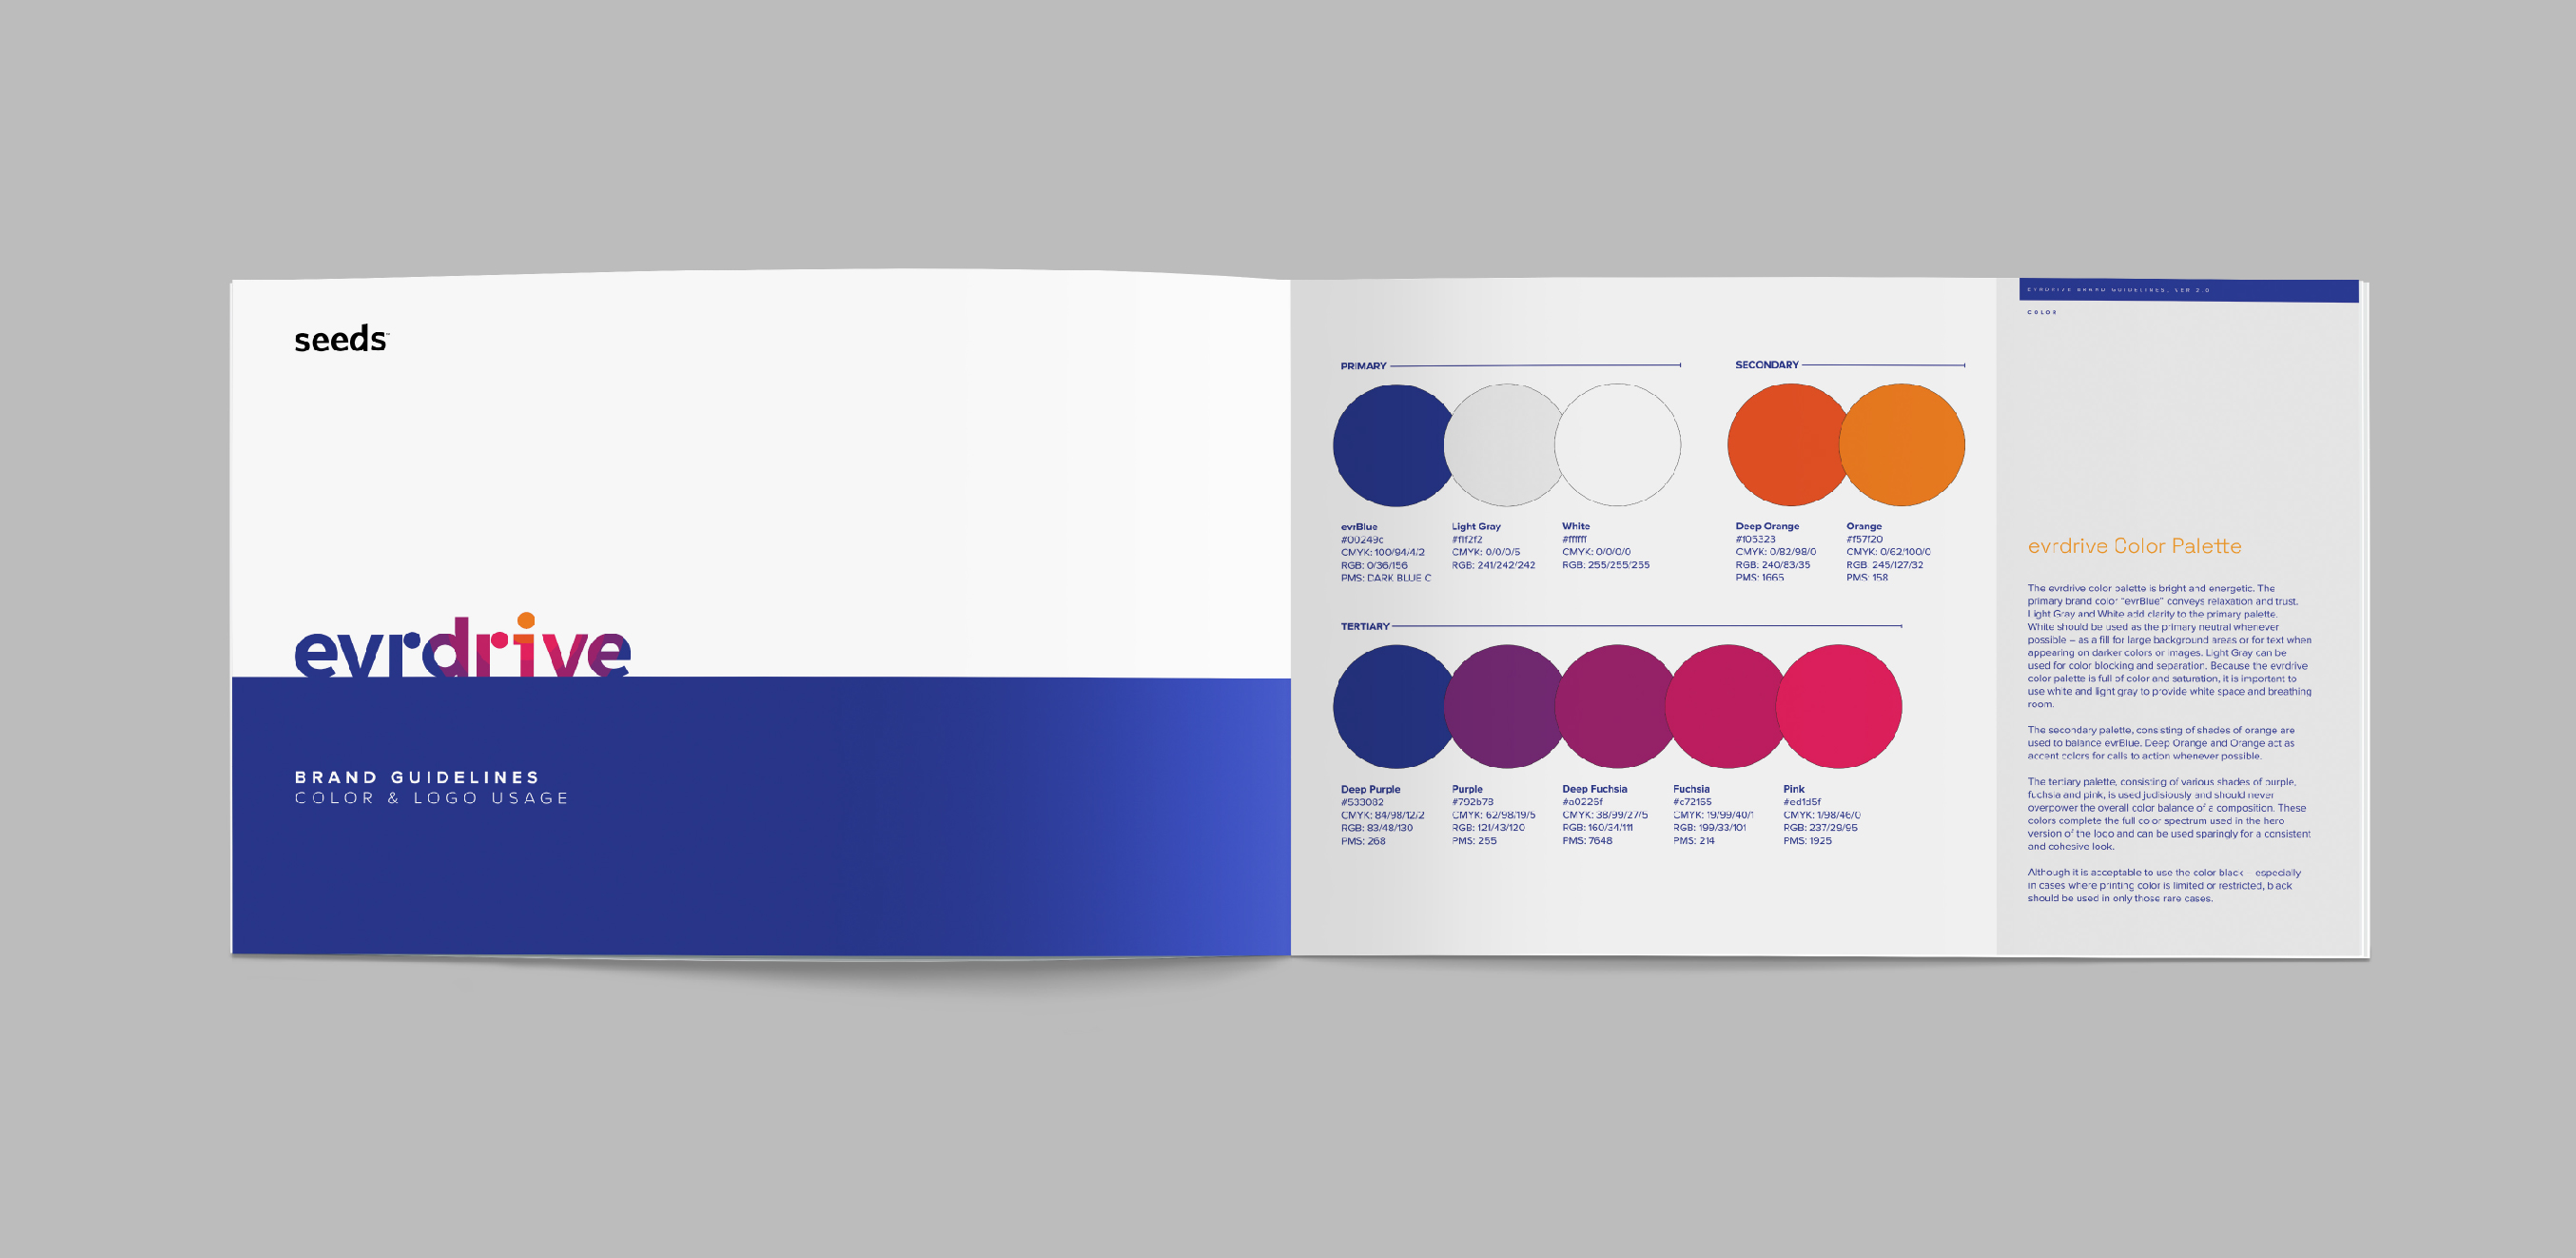 seeds™
evrdrive
BRAND GUIDELINES
COLOR & LOGO USAGE
PRIMARY
evrBlue
#00249c
CMYK: 100/94/4/2
RGB: 0/36/156
PMS: DARK BLUE C
Light Gray
#f1f2f2
CMYK: 0/0/0/5
RGB: 241/242/242
White
#ffffff
CMYK: 0/0/0/0
RGB: 255/255/255
SECONDARY
Deep Orange
#f05323
CMYK: 0/82/98/0
RGB: 240/83/35
PMS: 1665
Orange
#f57f20
CMYK: 0/62/100/0
RGB: 245/127/32
PMS: 158
TERTIARY
Deep Purple
#533082
CMYK: 84/98/12/2
RGB: 83/48/130
PMS: 268
Purple
#792b78
CMYK: 62/98/19/5
RGB: 121/43/120
PMS: 255
Deep Fuchsia
#a0226f
CMYK: 38/99/27/5
RGB: 160/34/111
PMS: 7648
Fuchsia
#c72165
CMYK: 19/99/40/1
RGB: 199/33/101
PMS: 214
Pink
#ed1d5f
CMYK: 1/98/46/0
RGB: 237/29/95
PMS: 1925
EVRDRIVE BRAND GUIDELINES, VER 2.0
COLOR
evrdrive Color Palette
The evrdrive color palette is bright and energetic. The
primary brand color "evrBlue" conveys relaxation and trust.
Light Gray and White add clarity to the primary palette.
White should be used as the primary neutral whenever
possible – as a fill for large background areas or for text when
appearing on darker colors or images. Light Gray can be
used for color blocking and separation. Because the evrdrive
color palette is full of color and saturation, it is important to
use white and light gray to provide white space and breathing
room.
The secondary palette, consisting of shades of orange are
used to balance evrBlue. Deep Orange and Orange act as
accent colors for calls to action whenever possible.
The tertiary palette, consisting of various shades of purple,
fuchsia and pink, is used judisiously and should never
overpower the overall color balance of a composition. These
colors complete the full color spectrum used in the hero
version of the logo and can be used sparingly for a consistent
and cohesive look.
Although it is acceptable to use the color black – especially
in cases where printing color is limited or restricted, black
should be used in only those rare cases.